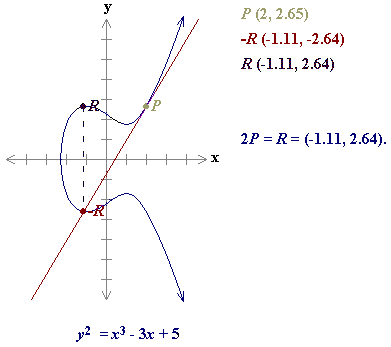 y
P (2, 2.65)
-R (-1.11, -2.64)
R (-1.11, 2.64)
R
P
2P = R = (-1.11, 2.64).
x
-R
y² = x³ - 3x + 5